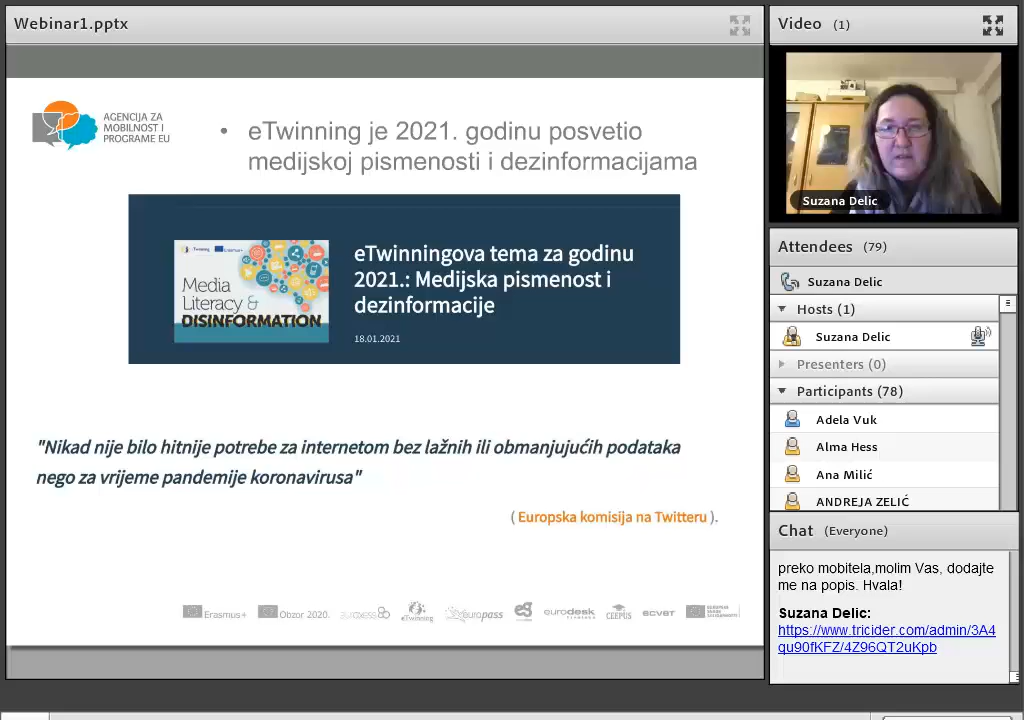 Webinar1.pptx
AGENCIJA ZA
MOBILNOST I
PROGRAME EU
• eTwinning je 2021. godinu posvetio
medijskoj pismenosti i dezinformacijama
Media
Literacy &
DISINFORMATION
eTwinningova tema za godinu
2021.: Medijska pismenost i
dezinformacije
18.01.2021
"Nikad nije bilo hitnije potrebe za internetom bez lažnih ili obmanjujućih podataka
nego za vrijeme pandemije koronavirusa"
( Europska komisija na Twitteru ).
Erasmus+ Obzor 2020. euraxess eTwinning europass eurodesk CEEPUS ECVET
Video (1)
Suzana Delic
Attendees (79)
Suzana Delic
Hosts (1)
Suzana Delic
Presenters (0)
Participants (78)
Adela Vuk
Alma Hess
Ana Milić
ANDREJA ZELIĆ
Chat (Everyone)
preko mobitela,molim Vas, dodajte
me na popis. Hvala!
Suzana Delic:
https://www.tricider.com/admin/3A4
qu90fKFZ/4Z96QT2uKpb